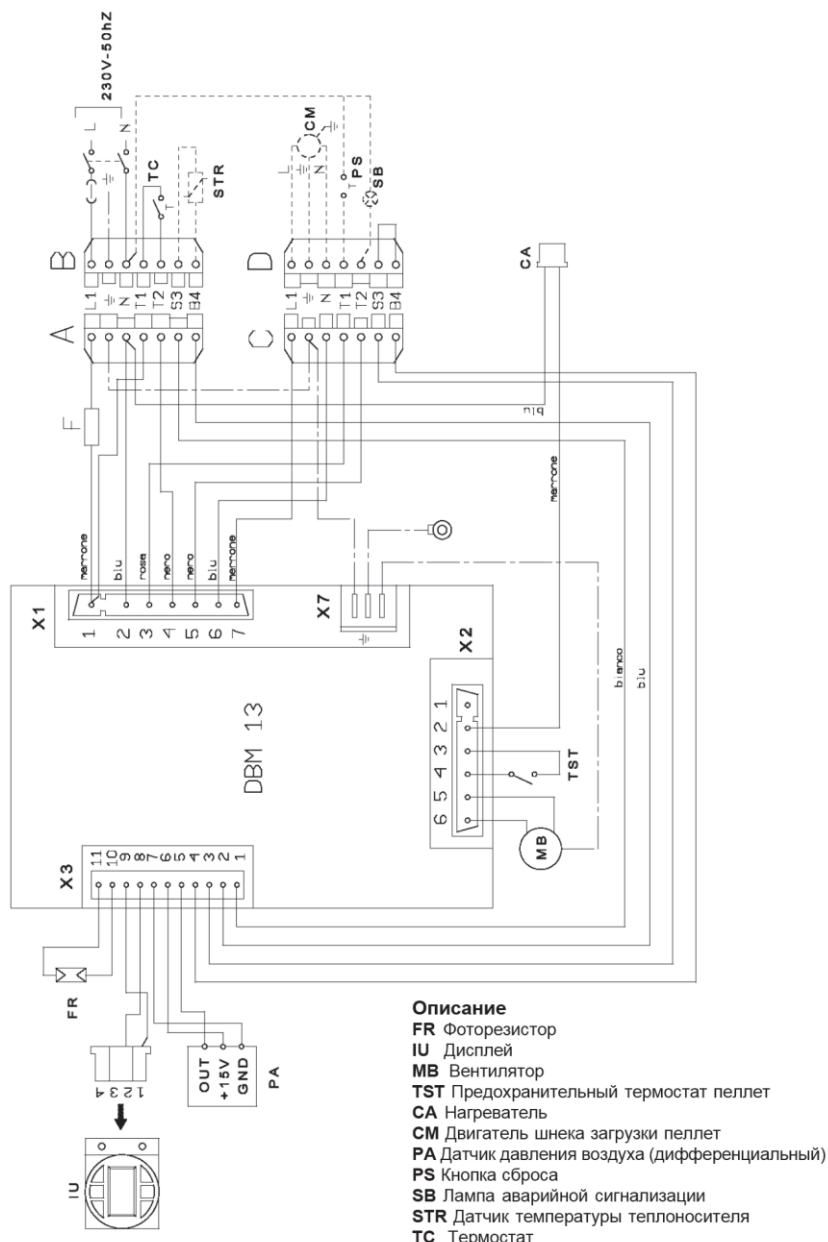 230V-50hZ
L
N
TC
STR
L
N
CM
PS
SB
B
L1
N
T1
T2
S3
B4
A
D
L1
N
T1
T2
S3
B4
C
CA
F
blu
marrone
marrone
blu
rosa
nero
nero
blu
marrone
X1
1
2
3
4
5
6
7
X7
X2
1
2
3
4
5
6
bianco
blu
TST
MB
DBM 13
X3
11
10
9
8
7
6
5
4
3
2
1
FR
1 2 3 4
OUT
+15V
GND
PA
IU
Описание
FR Фоторезистор
IU Дисплей
MB Вентилятор
TST Предохранительный термостат пеллет
CA Нагреватель
CM Двигатель шнека загрузки пеллет
PA Датчик давления воздуха (дифференциальный)
PS Кнопка сброса
SB Лампа аварийной сигнализации
STR Датчик температуры теплоносителя
TC Термостат